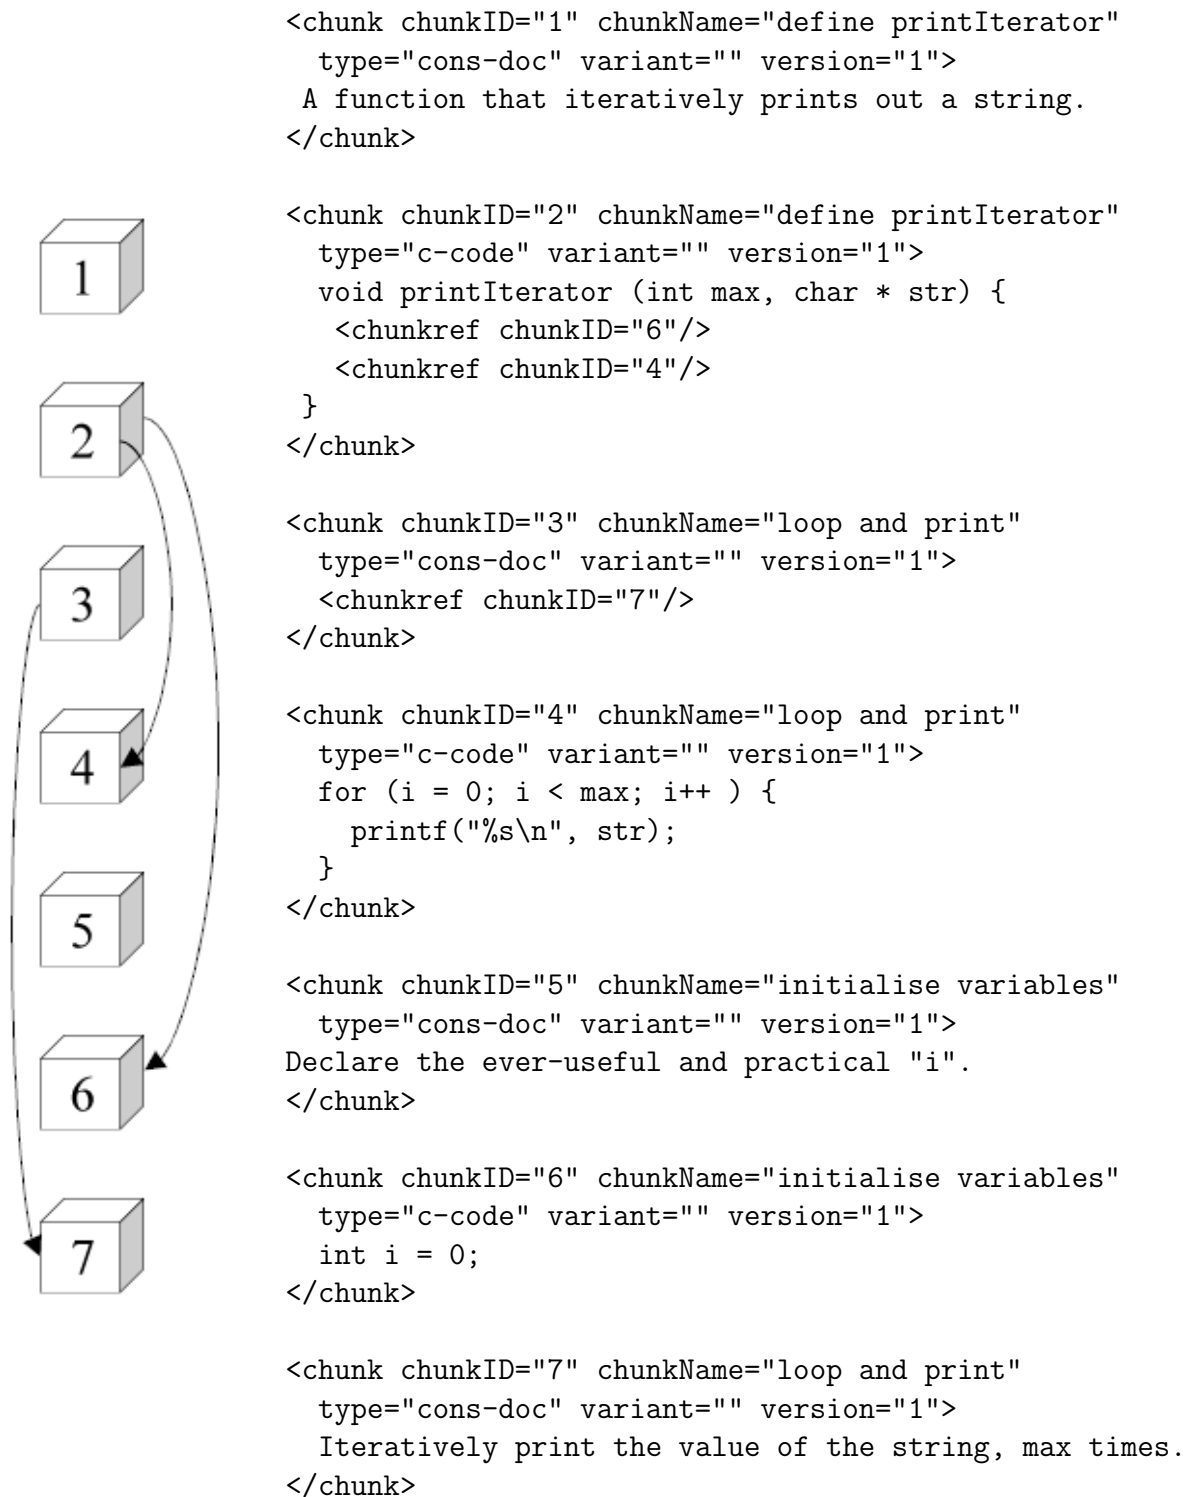 <chunk chunkID="1" chunkName="define printIterator"
  type="cons-doc" variant="" version="1">
 A function that iteratively prints out a string.
</chunk>
<chunk chunkID="2" chunkName="define printIterator"
  type="c-code" variant="" version="1">
  void printIterator (int max, char * str) {
   <chunkref chunkID="6"/>
   <chunkref chunkID="4"/>
 }
</chunk>
<chunk chunkID="3" chunkName="loop and print"
  type="cons-doc" variant="" version="1">
  <chunkref chunkID="7"/>
</chunk>
<chunk chunkID="4" chunkName="loop and print"
  type="c-code" variant="" version="1">
  for (i = 0; i < max; i++ ) {
    printf("%s\n", str);
  }
</chunk>
<chunk chunkID="5" chunkName="initialise variables"
  type="cons-doc" variant="" version="1">
Declare the ever-useful and practical "i".
</chunk>
<chunk chunkID="6" chunkName="initialise variables"
  type="c-code" variant="" version="1">
  int i = 0;
</chunk>
<chunk chunkID="7" chunkName="loop and print"
  type="cons-doc" variant="" version="1">
  Iteratively print the value of the string, max times.
</chunk>
1
2
3
4
5
6
7